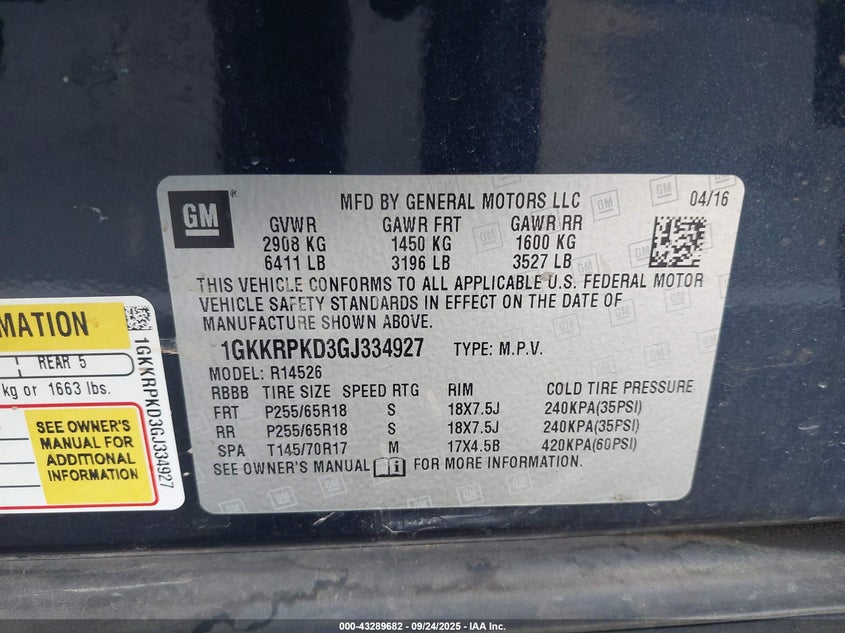 GM
®
MFD BY GENERAL MOTORS LLC
04/16
GVWR GAWR FRT GAWR RR
2908 KG 1450 KG 1600 KG
6411 LB 3196 LB 3527 LB
THIS VEHICLE CONFORMS TO ALL APPLICABLE U.S. FEDERAL MOTOR
VEHICLE SAFETY STANDARDS IN EFFECT ON THE DATE OF
MANUFACTURE SHOWN ABOVE.
1GKKRPKD3GJ334927 TYPE: M.P.V.
MODEL: R14526
RBBB TIRE SIZE SPEED RTG RIM COLD TIRE PRESSURE
FRT P255/65R18 S 18X7.5J 240KPA(35PSI)
RR P255/65R18 S 18X7.5J 240KPA(35PSI)
SPA T145/70R17 M 17X4.5B 420KPA(60PSI)
SEE OWNER'S MANUAL FOR MORE INFORMATION.
MATION
REAR 5
kg or 1663 lbs.
SEE OWNER'S
MANUAL FOR
ADDITIONAL
INFORMATION
1GKKRPKD3GJ334927
000-43289682 - 09/24/2025 - IAA Inc.